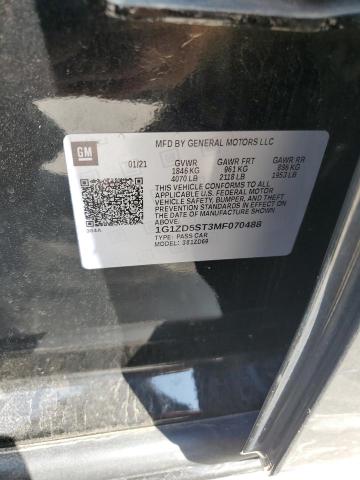 GM
MFD BY GENERAL MOTORS LLC
01/21 GVWR GAWR FRT GAWR RR
1846 KG 961 KG 886 KG
4070 LB 2118 LB 1953 LB
THIS VEHICLE CONFORMS TO ALL
APPLICABLE U.S. FEDERAL MOTOR
VEHICLE SAFETY, BUMPER, AND THEFT
PREVENTION STANDARDS IN EFFECT ON
THE DATE OF MANUFACTURE SHOWN ABOVE.
1G1ZD5ST3MF070488
TYPE: PASS CAR
MODEL: 381ZD69